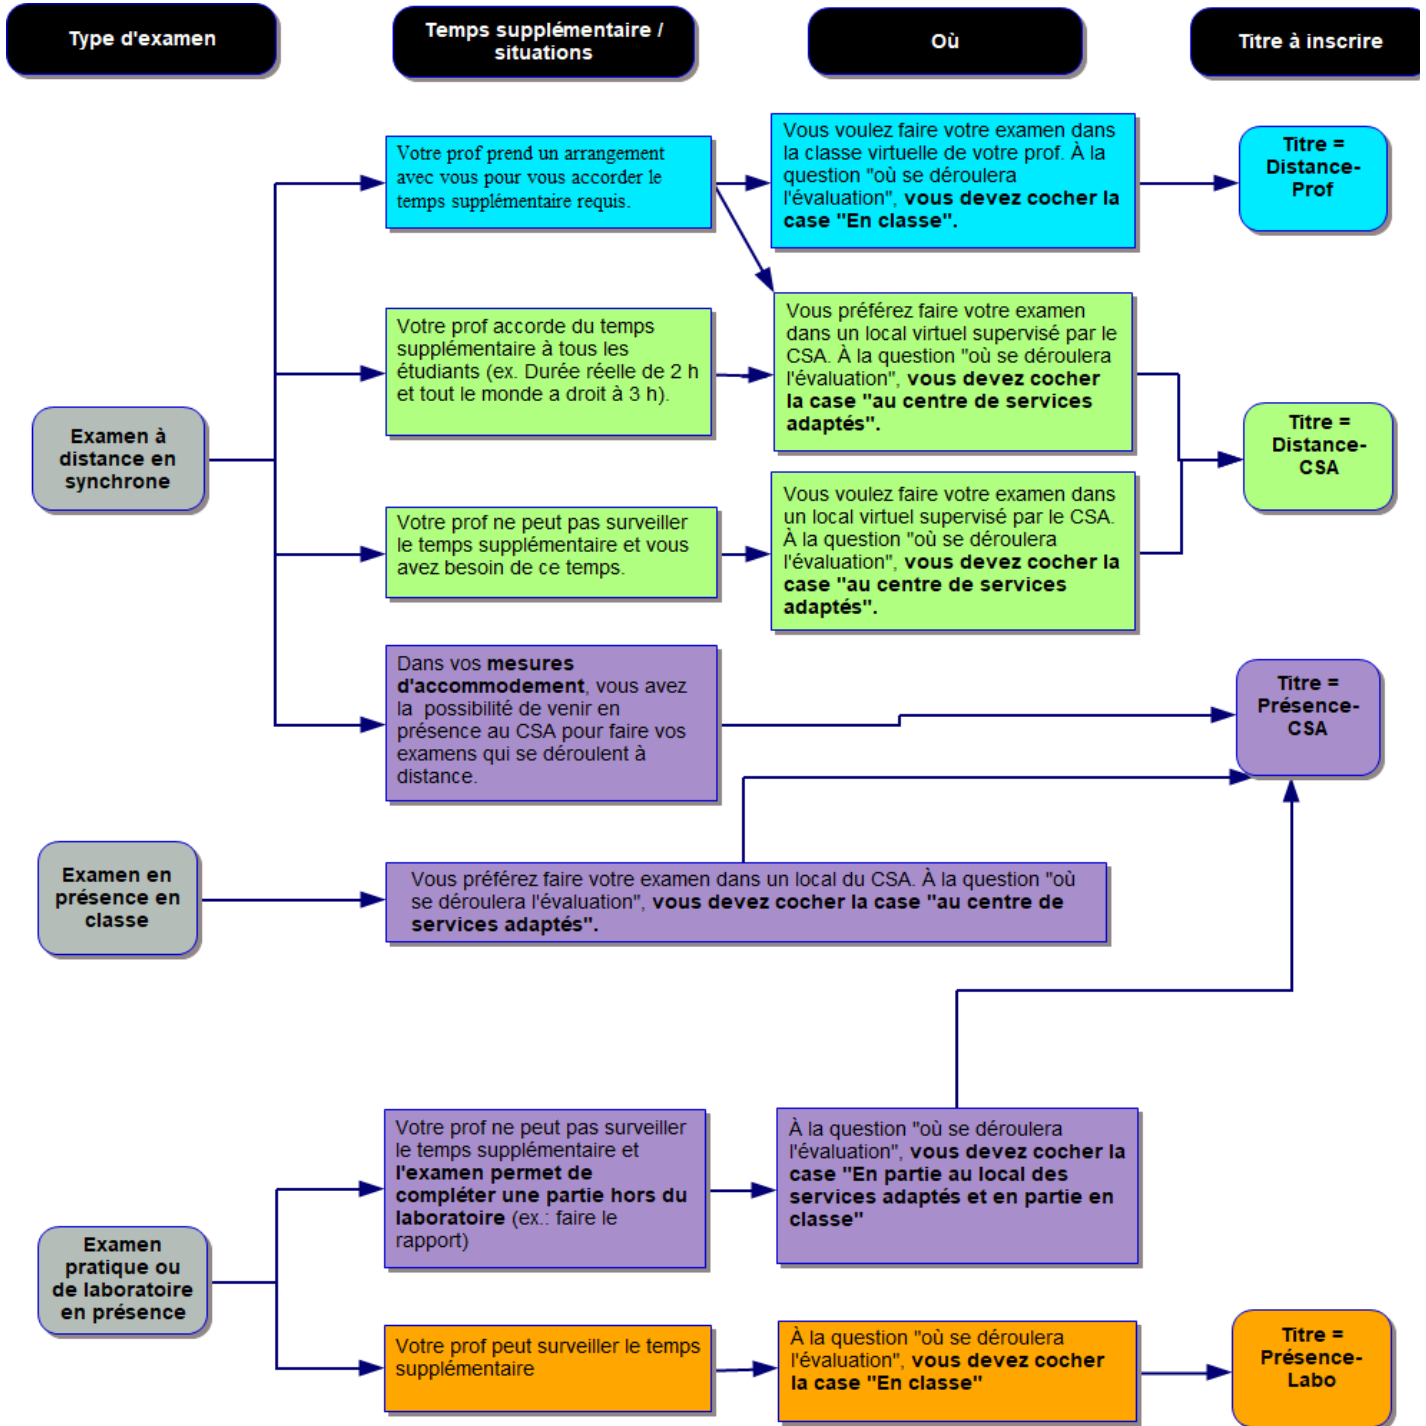 Type d'examen
Temps supplémentaire /
situations
Où
Titre à inscrire
Votre prof prend un arrangement
avec vous pour vous accorder le
temps supplémentaire requis.
Vous voulez faire votre examen dans
la classe virtuelle de votre prof. À la
question "où se déroulera
l'évaluation", vous devez cocher la
case "En classe".
Titre =
Distance-
Prof
Votre prof accorde du temps
supplémentaire à tous les
étudiants (ex. Durée réelle de 2 h
et tout le monde a droit à 3 h).
Vous préférez faire votre examen
dans un local virtuel supervisé par le
CSA. À la question "où se déroulera
l'évaluation", vous devez cocher
la case "au centre de services
adaptés".
Examen à
distance en
synchrone
Titre =
Distance-
CSA
Votre prof ne peut pas surveiller
le temps supplémentaire et vous
avez besoin de ce temps.
Vous voulez faire votre examen dans
un local virtuel supervisé par le CSA.
À la question "où se déroulera
l'évaluation", vous devez cocher la
case "au centre de services
adaptés".
Dans vos mesures
d'accommodement, vous avez
la possibilité de venir en
présence au CSA pour faire vos
examens qui se déroulent à
distance.
Titre =
Présence-
CSA
Examen en
présence en
classe
Vous préférez faire votre examen dans un local du CSA. À la question "où
se déroulera l'évaluation", vous devez cocher la case "au centre de
services adaptés".
Votre prof ne peut pas surveiller
le temps supplémentaire et
l'examen permet de
compléter une partie hors du
laboratoire (ex.: faire le
rapport)
À la question "où se déroulera
l'évaluation", vous devez cocher la
case "En partie au local des
services adaptés et en partie en
classe"
Examen
pratique ou
de laboratoire
en présence
Votre prof peut surveiller le temps
supplémentaire
À la question "où se déroulera
l'évaluation", vous devez cocher
la case "En classe"
Titre =
Présence-
Labo